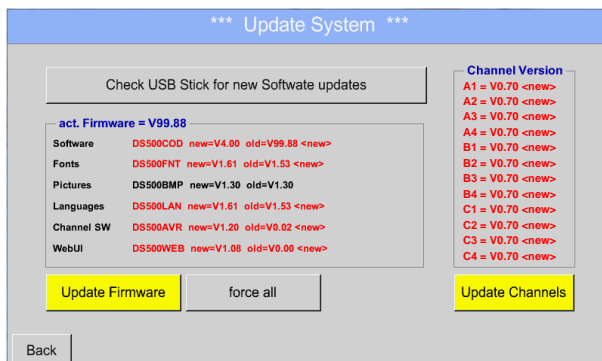 *** Update System ***
Check USB Stick for new Softwate updates
act. Firmware = V99.88
Software DS500COD new=V4.00 old=V99.88 <new>
Fonts DS500FNT new=V1.61 old=V1.53 <new>
Pictures DS500BMP new=V1.30 old=V1.30
Languages DS500LAN new=V1.61 old=V1.53 <new>
Channel SW DS500AVR new=V1.20 old=V0.02 <new>
WebUI DS500WEB new=V1.08 old=V0.00 <new>
Update Firmware
force all
Channel Version
A1 = V0.70 <new>
A2 = V0.70 <new>
A3 = V0.70 <new>
A4 = V0.70 <new>
B1 = V0.70 <new>
B2 = V0.70 <new>
B3 = V0.70 <new>
B4 = V0.70 <new>
C1 = V0.70 <new>
C2 = V0.70 <new>
C3 = V0.70 <new>
C4 = V0.70 <new>
Update Channels
Back